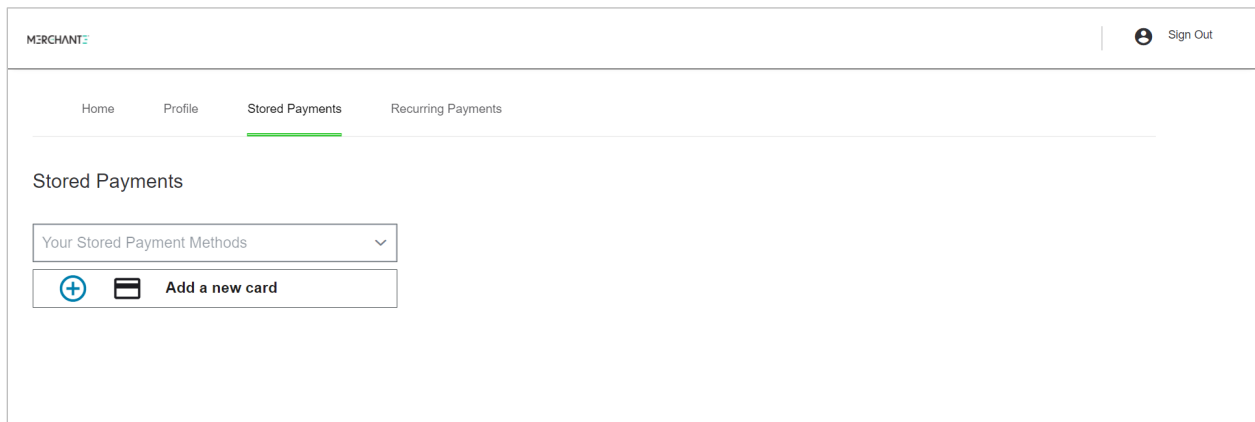 MERCHANTE
Sign Out
Home Profile Stored Payments Recurring Payments
Stored Payments
Your Stored Payment Methods
Add a new card